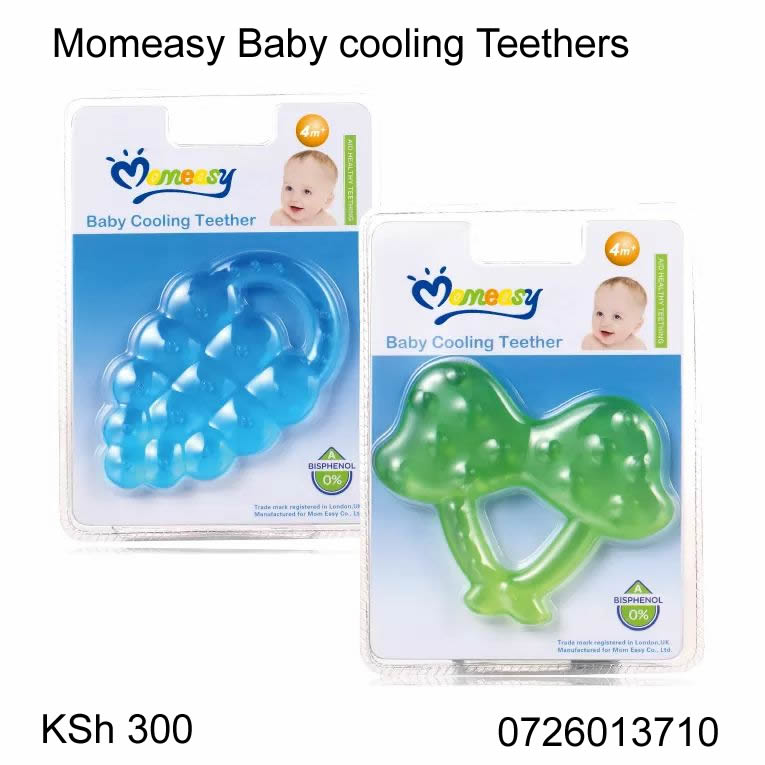 Momeasy Baby cooling Teethers
4m+
Momeasy
AID HEALTHY TEETHING
Baby Cooling Teether
A
BISPHENOL
0%
Trade mark registered in London,UK
Manufactured for Mom Easy Co., Ltd.
4m+
Momeasy
AID HEALTHY TEETHING
Baby Cooling Teether
A
BISPHENOL
0%
Trade mark registered in London,UK
Manufactured for Mom Easy Co., Ltd.
KSh 300
0726013710